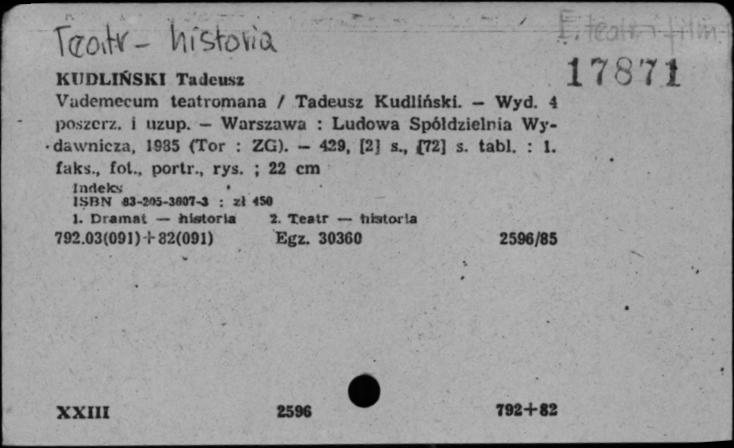 Teatr - historia
E. teatr i film
17871
KUDLIŃSKI Tadeusz
Vademecum teatromana / Tadeusz Kudliński. — Wyd. 4
poszerz. i uzup. — Warszawa : Ludowa Spółdzielnia Wy-
dawnicza, 1985 (Tor : ZG). — 429, [2] s., [72] s. tabl. : 1.
faks., fot., portr., rys. ; 22 cm
Indeks
ISBN 83-205-3607-3 : zł 450
1. Dramat — historia 2. Teatr — historia
792.03(091)+82(091) Egz. 30360 2596/85
XXIII 2596 792+82